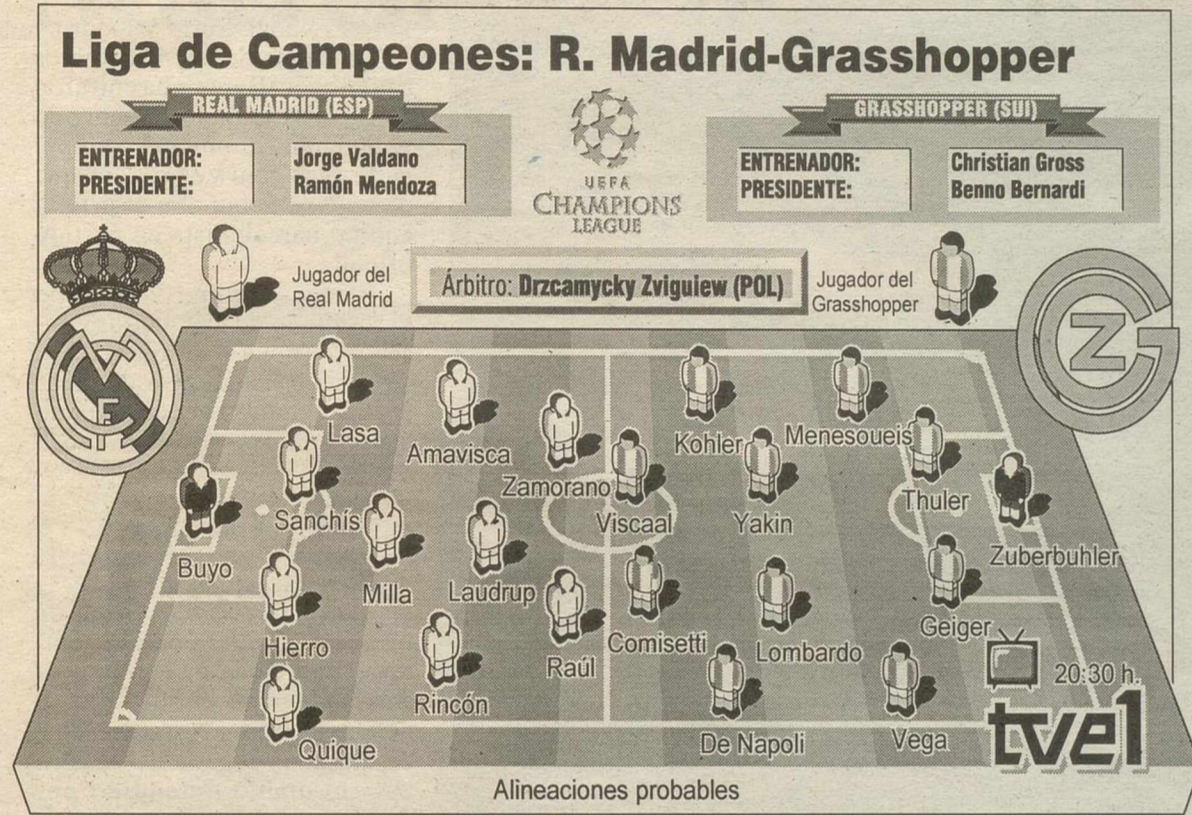 Liga de Campeones: R. Madrid-Grasshopper
REAL MADRID (ESP)
ENTRENADOR: Jorge Valdano
PRESIDENTE: Ramón Mendoza
UEFA
CHAMPIONS
LEAGUE
GRASSHOPPER (SUI)
ENTRENADOR: Christian Gross
PRESIDENTE: Benno Bernardi
Jugador del
Real Madrid
Árbitro: Drzcamycky Zviguiew (POL)
Jugador del
Grasshopper
Lasa
Amavisca
Zamorano
Sanchís
Buyo
Milla
Laudrup
Hierro
Raúl
Rincón
Quique
Kohler
Menesoueis
Viscaal
Yakin
Thuler
Zuberbuhler
Comisetti
Lombardo
Geiger
De Napoli
Vega
20:30 h.
tve1
Alineaciones probables